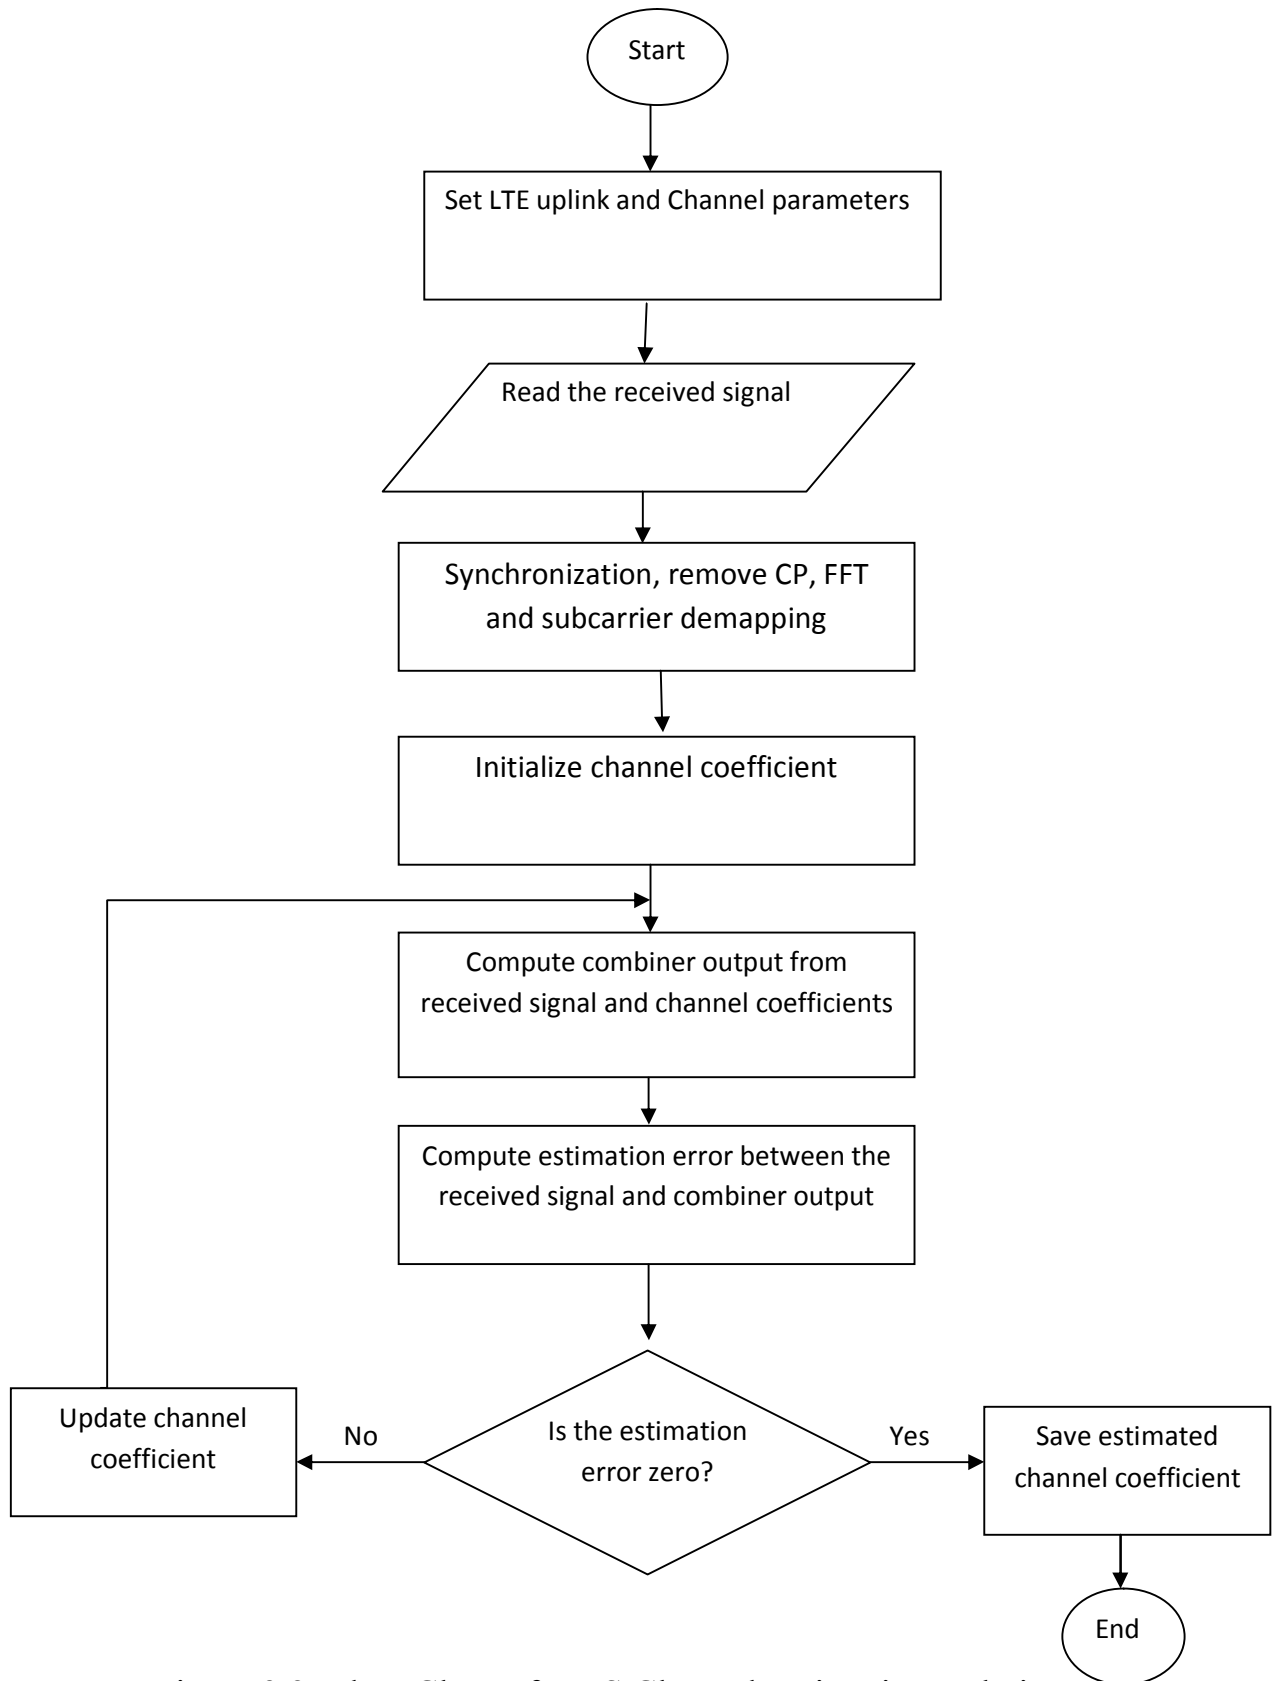 Start
Set LTE uplink and Channel parameters
Read the received signal
Synchronization, remove CP, FFT
and subcarrier demapping
Initialize channel coefficient
Compute combiner output from
received signal and channel coefficients
Compute estimation error between the
received signal and combiner output
Is the estimation
error zero?
No
Update channel
coefficient
Yes
Save estimated
channel coefficient
End